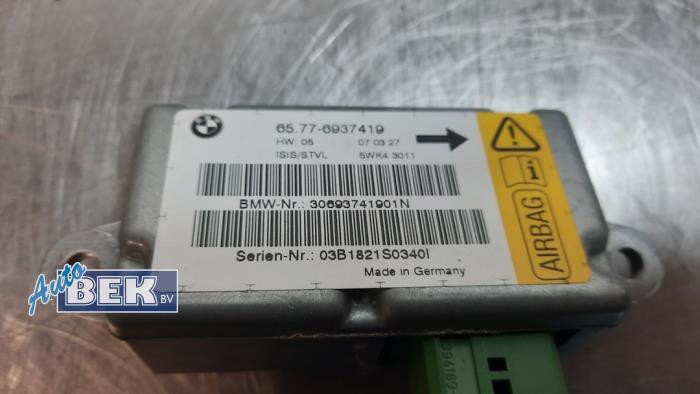 BMW
65.77-6937419
HW: 05 07 03 27
ISIS/STVL 5WK4 3011
BMW-Nr.: 30693741901N
Serien-Nr.: 03B1821S0340I
Made in Germany
AIRBAG
Auto
BEK BV